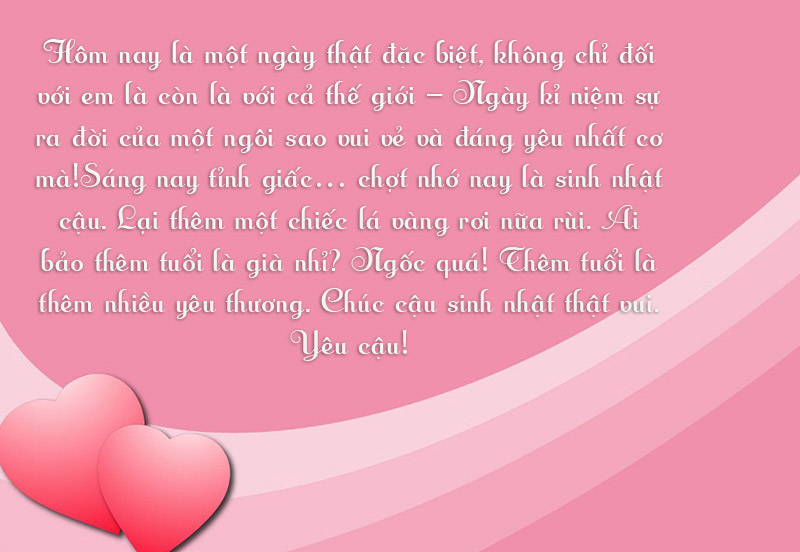 Hôm nay là một ngày thật đặc biệt, không chỉ đối
với em là còn là với cả thế giới – Ngày kỉ niệm sự
ra đời của một ngôi sao vui vẻ và đáng yêu nhất cơ
mà!Sáng nay tỉnh giấc... chợt nhớ nay là sinh nhật
cậu. Lại thêm một chiếc lá vàng rơi nữa rùi. Ai
bảo thêm tuổi là già nhỉ? Ngốc quá! Thêm tuổi là
thêm nhiều yêu thương. Chúc cậu sinh nhật thật vui.
Yêu cậu!